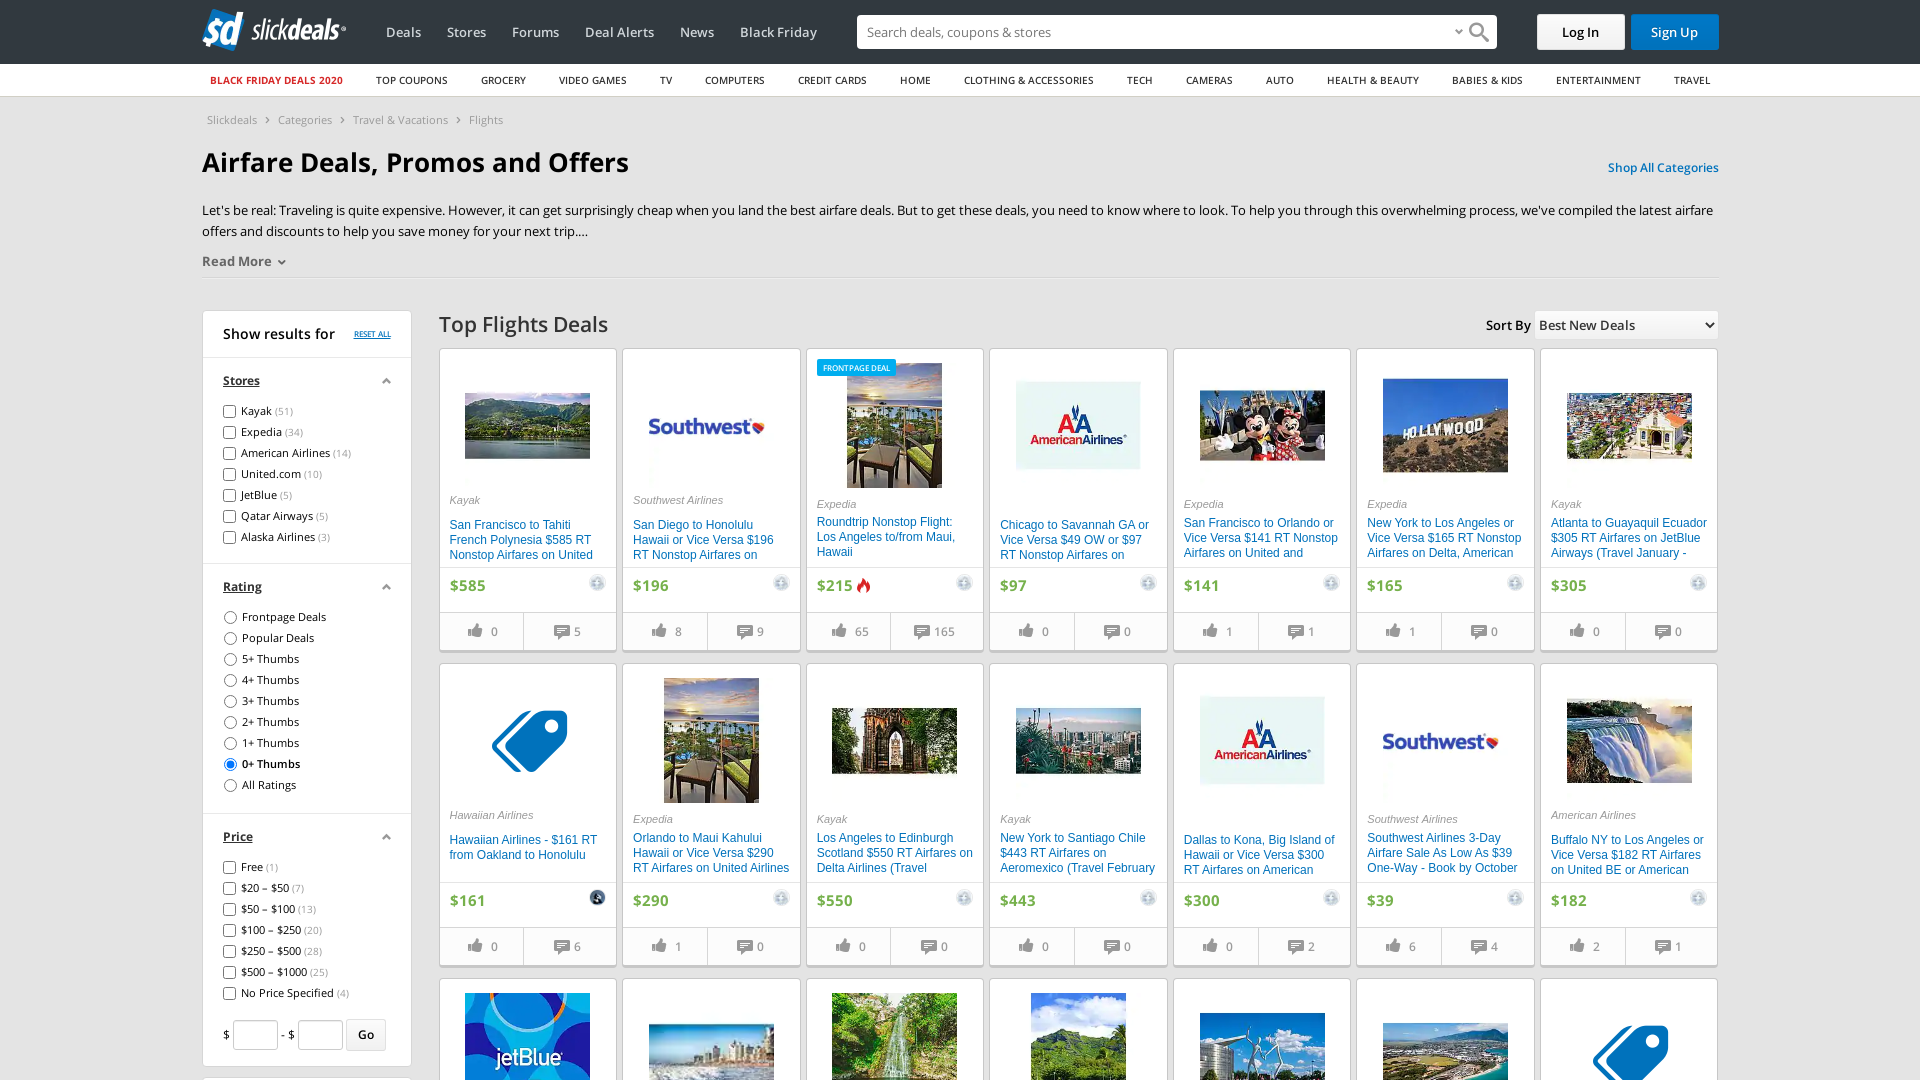 sd slickdeals
Deals
Stores
Forums
Deal Alerts
News
Black Friday
Search deals, coupons & stores
Log In
Sign Up
BLACK FRIDAY DEALS 2020
TOP COUPONS
GROCERY
VIDEO GAMES
TV
COMPUTERS
CREDIT CARDS
HOME
CLOTHING & ACCESSORIES
TECH
CAMERAS
AUTO
HEALTH & BEAUTY
BABIES & KIDS
ENTERTAINMENT
TRAVEL
Slickdeals › Categories › Travel & Vacations › Flights
Airfare Deals, Promos and Offers
Shop All Categories
Let's be real: Traveling is quite expensive. However, it can get surprisingly cheap when you land the best airfare deals. But to get these deals, you need to know where to look. To help you through this overwhelming process, we've compiled the latest airfare
offers and discounts to help you save money for your next trip....
Read More
Show results for
RESET ALL
Stores
Kayak (51)
Expedia (34)
American Airlines (14)
United.com (10)
JetBlue (5)
Qatar Airways (5)
Alaska Airlines (3)
Rating
Frontpage Deals
Popular Deals
5+ Thumbs
4+ Thumbs
3+ Thumbs
2+ Thumbs
1+ Thumbs
0+ Thumbs
All Ratings
Price
Free (1)
$20 – $50 (7)
$50 – $100 (13)
$100 – $250 (20)
$250 – $500 (28)
$500 – $1000 (25)
No Price Specified (4)
$ - $ Go
Top Flights Deals
Sort By
Best New Deals
Kayak
San Francisco to Tahiti
French Polynesia $585 RT
Nonstop Airfares on United
$585
0
5
Southwest
Southwest Airlines
San Diego to Honolulu
Hawaii or Vice Versa $196
RT Nonstop Airfares on
$196
8
9
FRONTPAGE DEAL
Expedia
Roundtrip Nonstop Flight:
Los Angeles to/from Maui,
Hawaii
$215
65
165
AA
AmericanAirlines
Chicago to Savannah GA or
Vice Versa $49 OW or $97
RT Nonstop Airfares on
$97
0
0
Expedia
San Francisco to Orlando or
Vice Versa $141 RT Nonstop
Airfares on United and
$141
1
1
HOLLYWOOD
Expedia
New York to Los Angeles or
Vice Versa $165 RT Nonstop
Airfares on Delta, American
$165
1
0
Kayak
Atlanta to Guayaquil Ecuador
$305 RT Airfares on JetBlue
Airways (Travel January -
$305
0
0
Hawaiian Airlines
Hawaiian Airlines - $161 RT
from Oakland to Honolulu
$161
0
6
Expedia
Orlando to Maui Kahului
Hawaii or Vice Versa $290
RT Airfares on United Airlines
$290
1
0
Kayak
Los Angeles to Edinburgh
Scotland $550 RT Airfares on
Delta Airlines (Travel
$550
0
0
Kayak
New York to Santiago Chile
$443 RT Airfares on
Aeromexico (Travel February
$443
0
0
AA
AmericanAirlines
Dallas to Kona, Big Island of
Hawaii or Vice Versa $300
RT Airfares on American
$300
0
2
Southwest
Southwest Airlines
Southwest Airlines 3-Day
Airfare Sale As Low As $39
One-Way - Book by October
$39
6
4
American Airlines
Buffalo NY to Los Angeles or
Vice Versa $182 RT Airfares
on United BE or American
$182
2
1
jetBlue